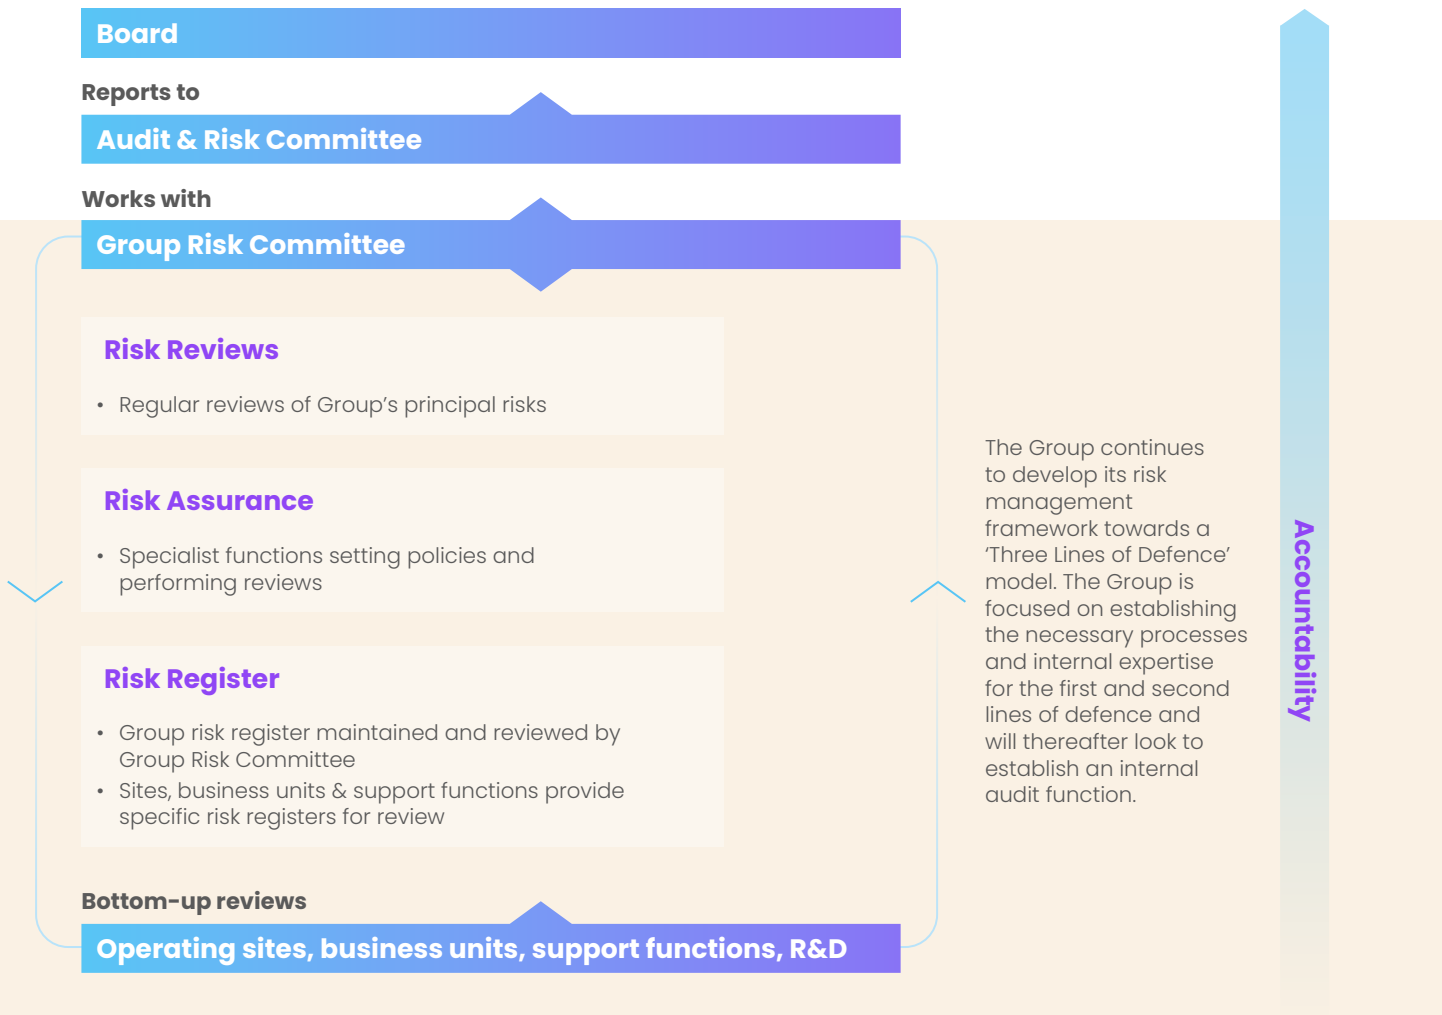 Board
Reports to
Audit & Risk Committee
Works with
Group Risk Committee
Risk Reviews
• Regular reviews of Group’s principal risks
Risk Assurance
• Specialist functions setting policies and
performing reviews
Risk Register
• Group risk register maintained and reviewed by
Group Risk Committee
• Sites, business units & support functions provide
specific risk registers for review
Bottom-up reviews
Operating sites, business units, support functions, R&D
The Group continues
to develop its risk
management
framework towards a
‘Three Lines of Defence’
model. The Group is
focused on establishing
the necessary processes
and internal expertise
for the first and second
lines of defence and
will thereafter look to
establish an internal
audit function.
Accountability